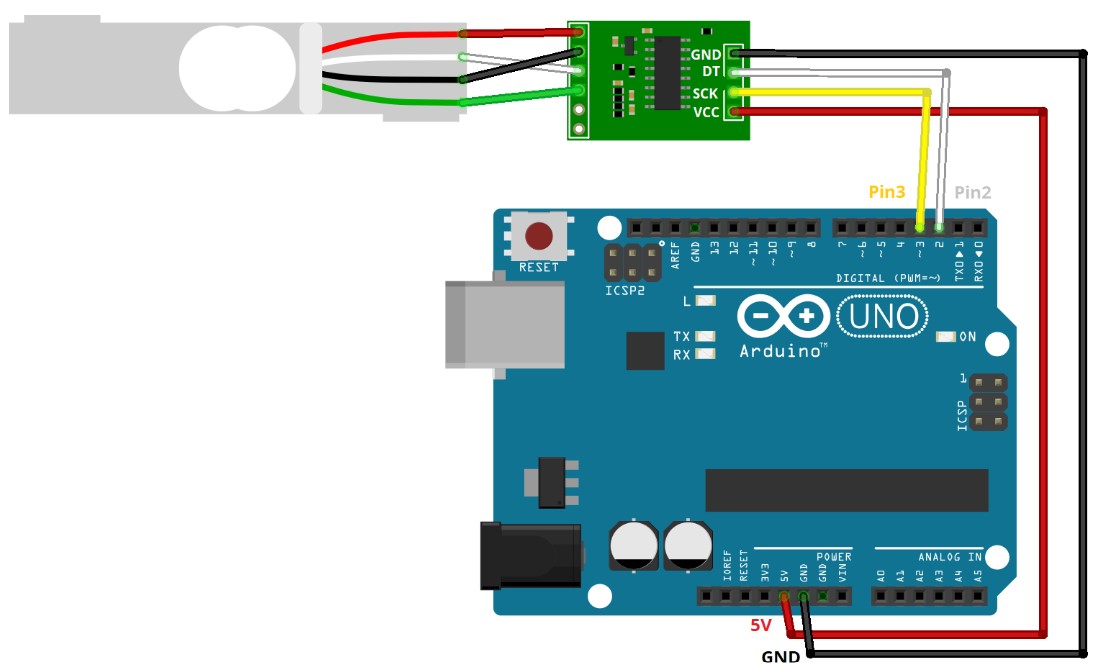 GND
DT
SCK
VCC
Pin3
Pin2
RESET
AREF
GND
13
12
~11
~10
~9
8
7
~6
~5
4
~3
2
TX0▶1
RX0◀0
ICSP2
DIGITAL (PWM=~)
L
TX
RX
Arduino™
UNO
ON
1
ICSP
POWER
ANALOG IN
IOREF
RESET
3V3
5V
GND
GND
VIN
A0
A1
A2
A3
A4
A5
5V
GND